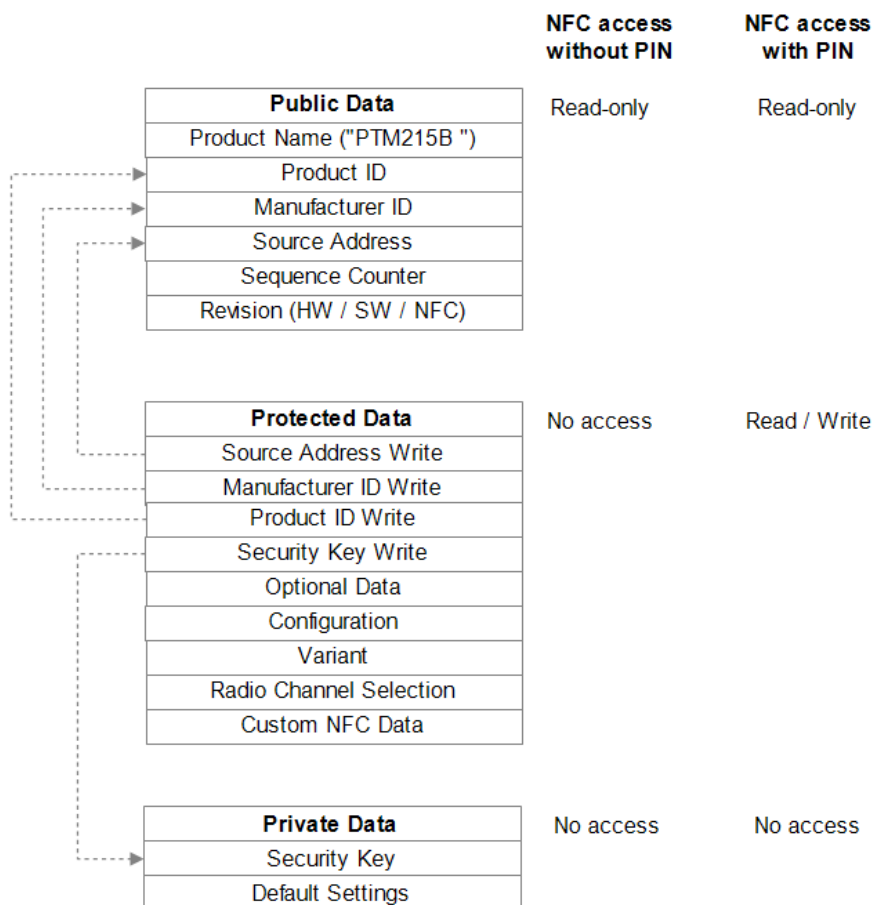 NFC access
without PIN
NFC access
with PIN
Public Data
Read-only
Read-only
Product Name ("PTM215B ")
Product ID
Manufacturer ID
Source Address
Sequence Counter
Revision (HW / SW / NFC)
Protected Data
No access
Read / Write
Source Address Write
Manufacturer ID Write
Product ID Write
Security Key Write
Optional Data
Configuration
Variant
Radio Channel Selection
Custom NFC Data
Private Data
No access
No access
Security Key
Default Settings